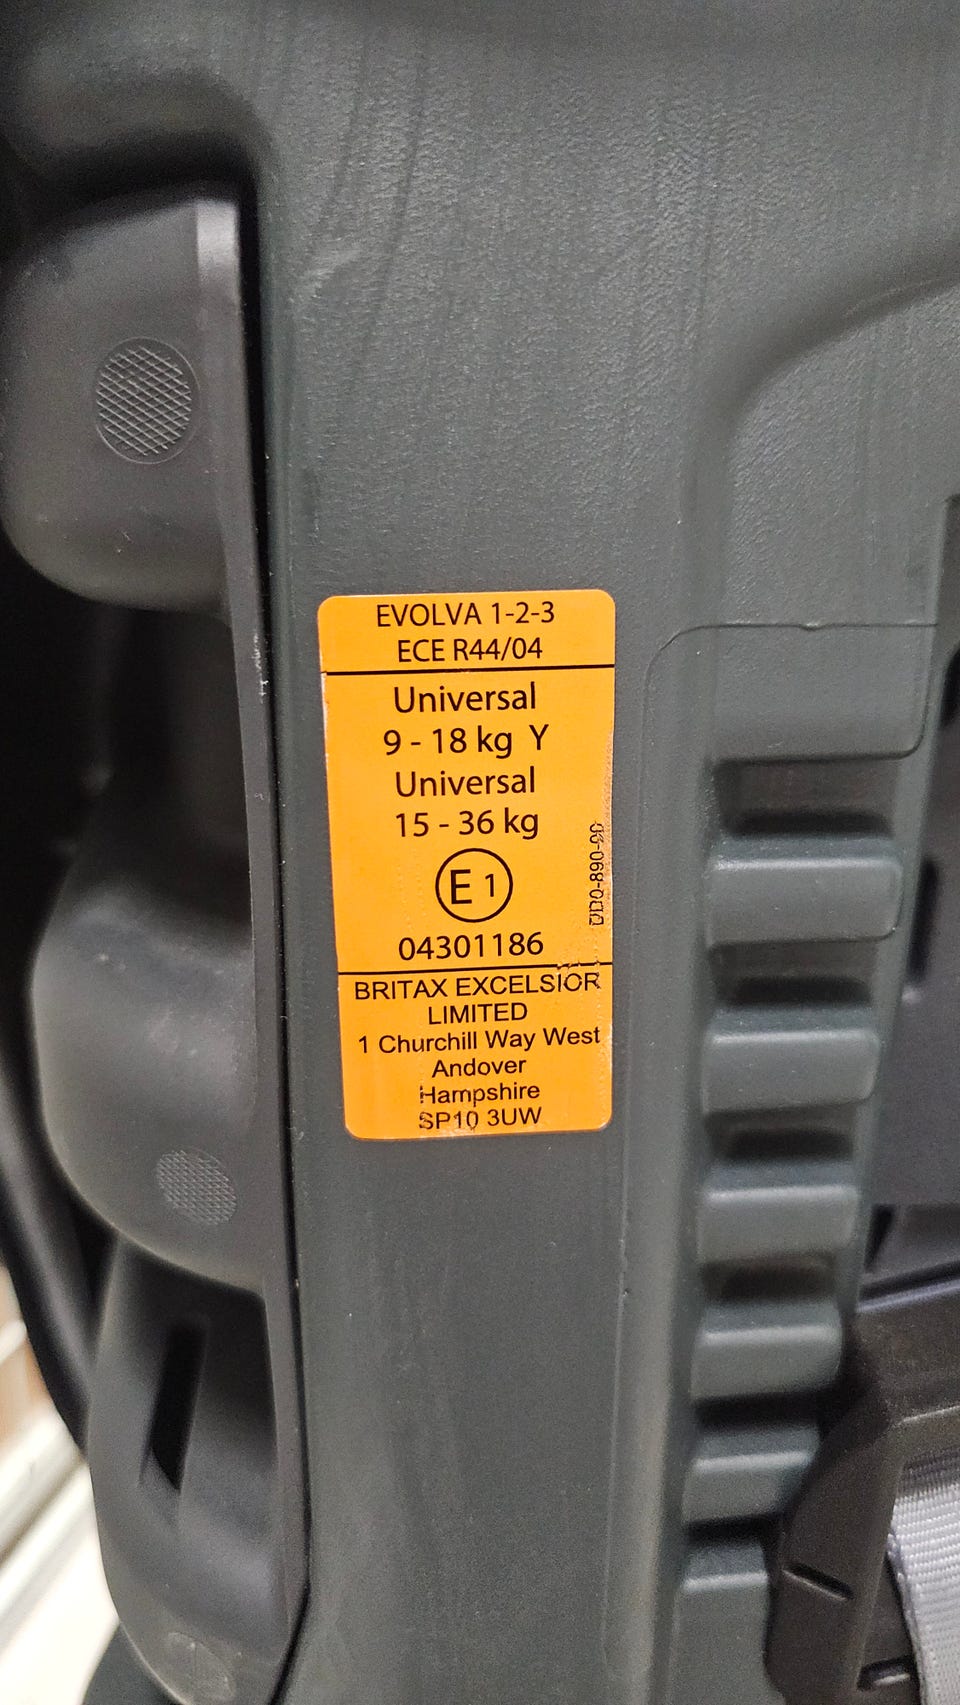 EVOLVA 1-2-3
ECE R44/04
Universal
9 - 18 kg Y
Universal
15 - 36 kg
E 1
04301186
BRITAX EXCELSIOR
LIMITED
1 Churchill Way West
Andover
Hampshire
SP10 3UW